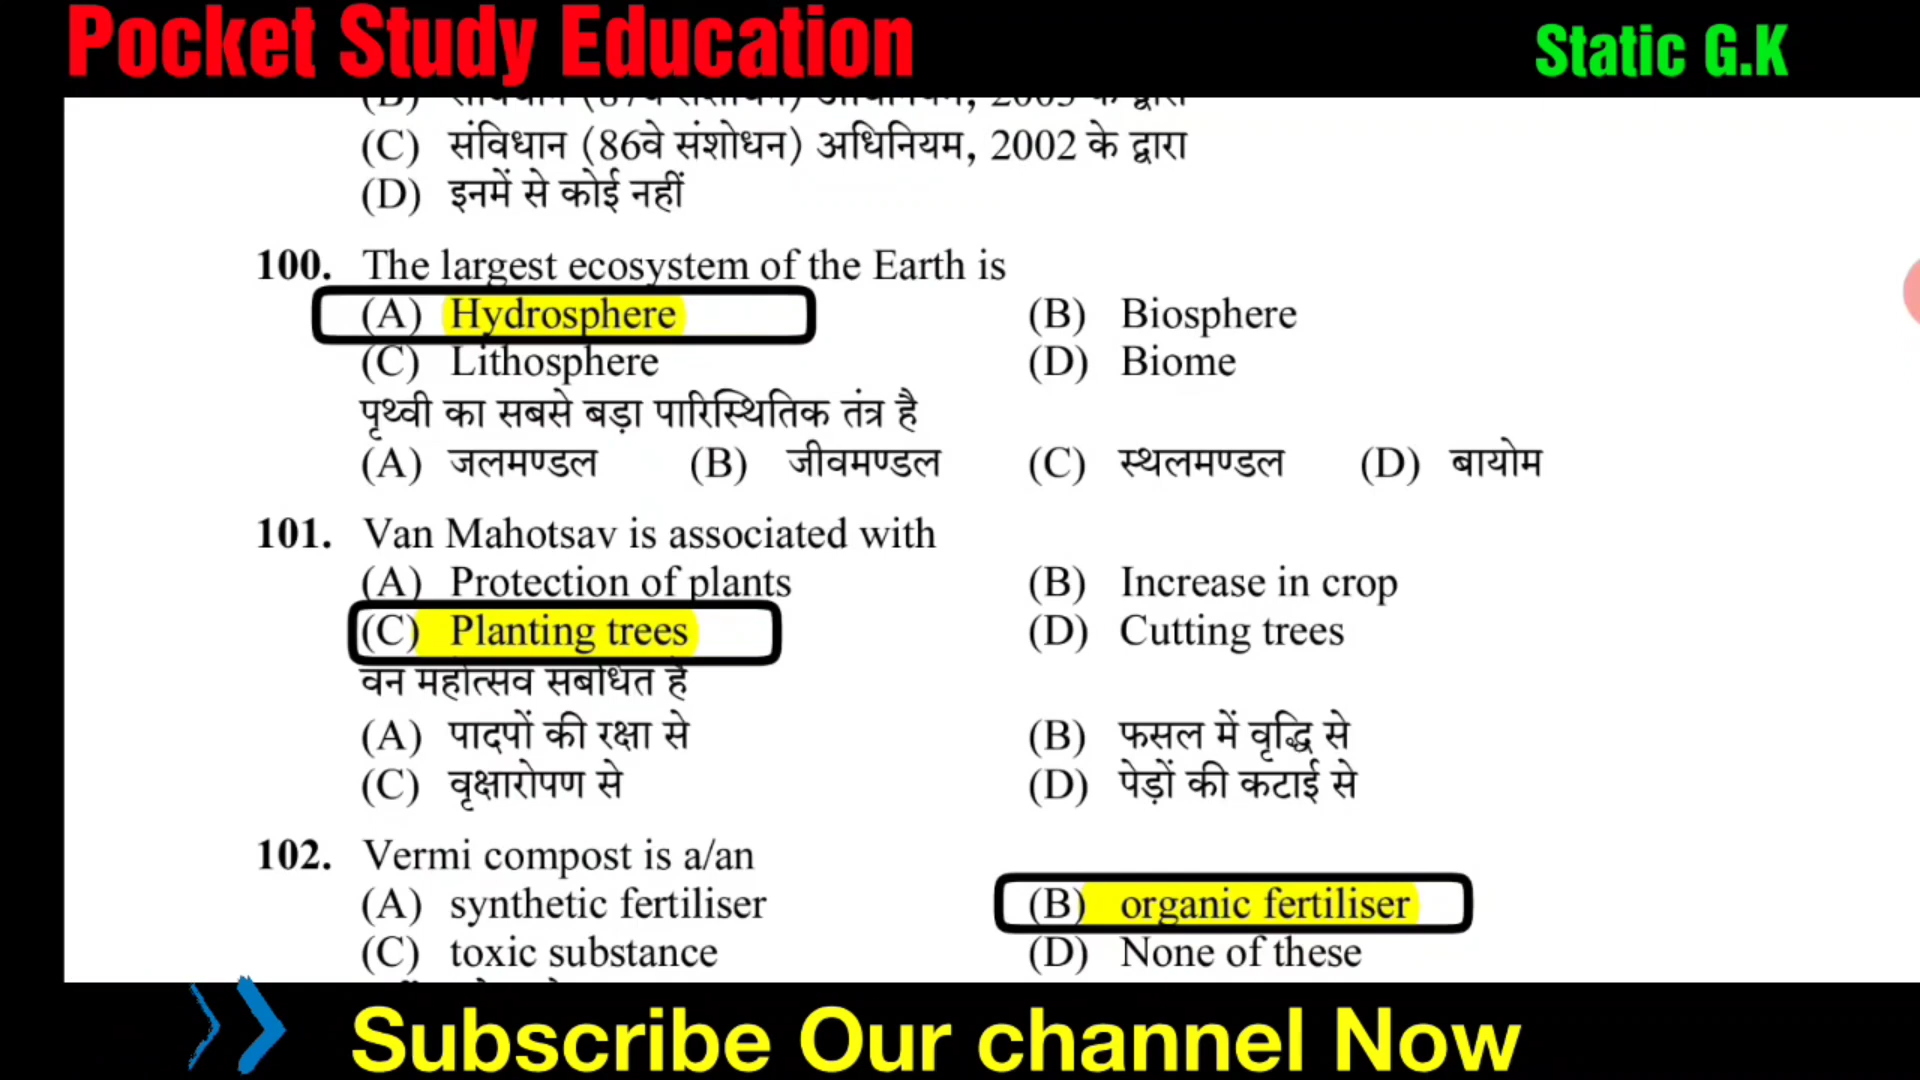 Pocket Study Education
Static G.K
(C) संविधान (86वे संशोधन) अधिनियम, 2002 के द्वारा
(D) इनमें से कोई नहीं
100. The largest ecosystem of the Earth is
(A) Hydrosphere (B) Biosphere
(C) Lithosphere (D) Biome
पृथ्वी का सबसे बड़ा पारिस्थितिक तंत्र है
(A) जलमण्डल (B) जीवमण्डल (C) स्थलमण्डल (D) बायोम
101. Van Mahotsav is associated with
(A) Protection of plants (B) Increase in crop
(C) Planting trees (D) Cutting trees
वन महोत्सव संबंधित है
(A) पादपों की रक्षा से (B) फसल में वृद्धि से
(C) वृक्षारोपण से (D) पेड़ों की कटाई से
102. Vermi compost is a/an
(A) synthetic fertiliser (B) organic fertiliser
(C) toxic substance (D) None of these
Subscribe Our channel Now